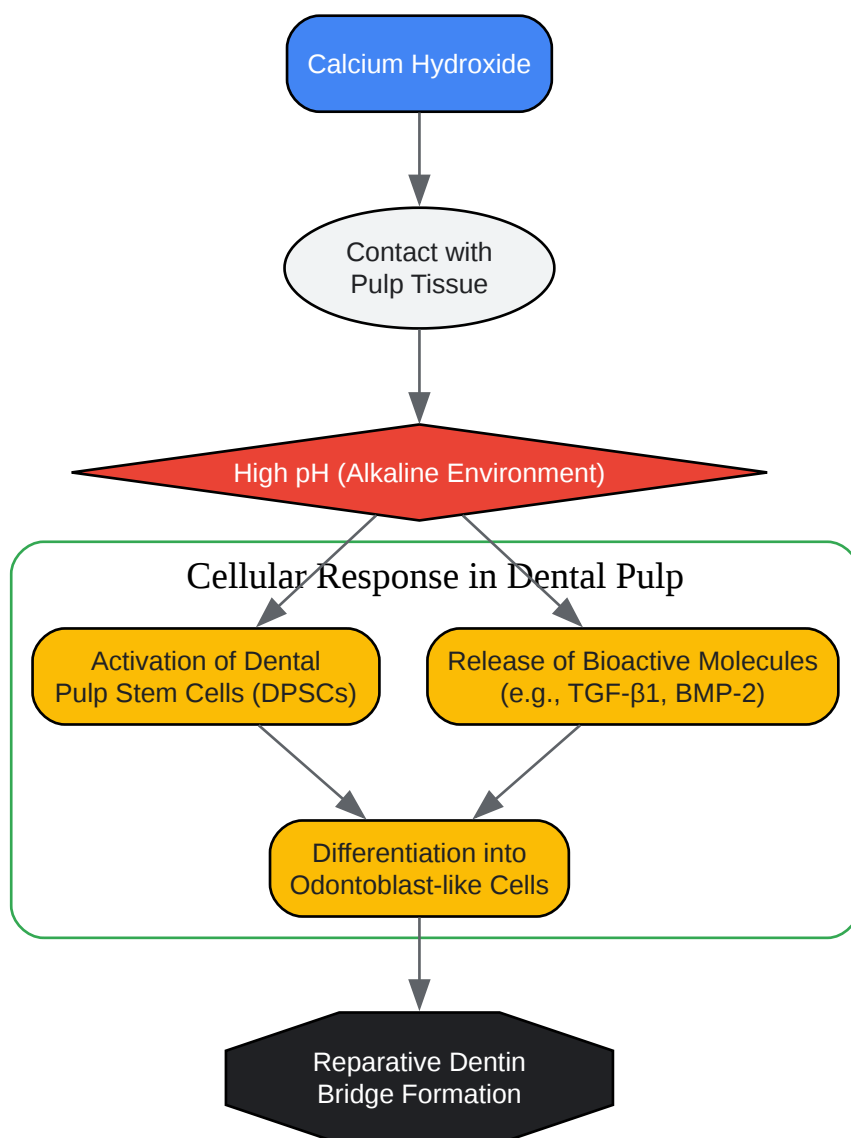 Calcium Hydroxide
Contact with
Pulp Tissue
High pH (Alkaline Environment)
Cellular Response in Dental Pulp
Activation of Dental
Pulp Stem Cells (DPSCs)
Release of Bioactive Molecules
(e.g., TGF-β1, BMP-2)
Differentiation into
Odontoblast-like Cells
Reparative Dentin
Bridge Formation